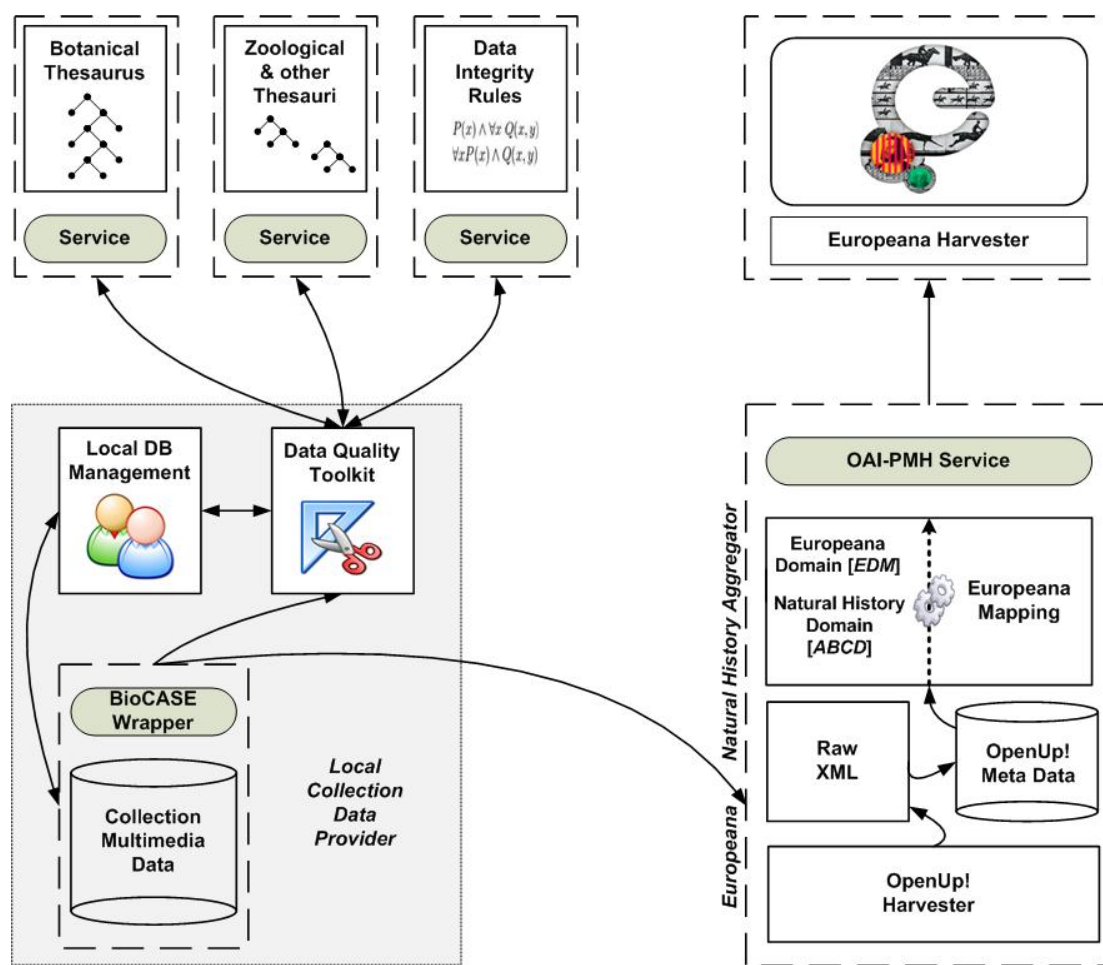 Botanical
Thesaurus
Service
Zoological
& other
Thesauri
Service
Data
Integrity
Rules
P(x) ∧ ∀x Q(x, y)
∀xP(x) ∧ Q(x, y)
Service
Europeana Harvester
Local DB
Management
Data Quality
Toolkit
BioCASE
Wrapper
Collection
Multimedia
Data
Local
Collection
Data
Provider
Europeana Natural History Aggregator
OAI-PMH Service
Europeana
Domain [EDM]
Natural History
Domain
[ABCD]
Europeana
Mapping
Raw
XML
OpenUp!
Meta Data
OpenUp!
Harvester